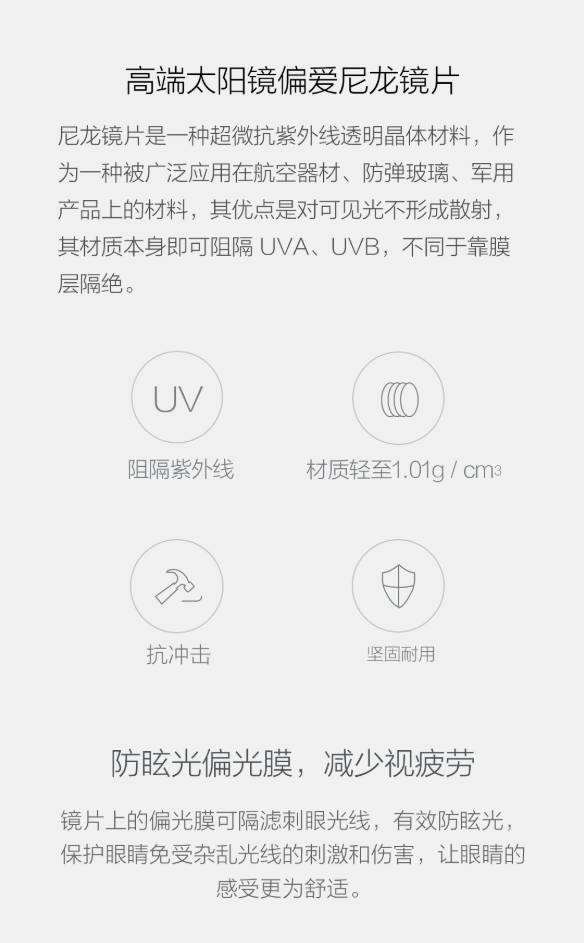 高端太阳镜偏爱尼龙镜片
尼龙镜片是一种超微抗紫外线透明晶体材料，作
为一种被广泛应用在航空器材、防弹玻璃、军用
产品上的材料，其优点是对可见光不形成散射，
其材质本身即可阻隔 UVA、UVB，不同于靠膜
层隔绝。
UV
阻隔紫外线
材质轻至1.01g / cm3
抗冲击
坚固耐用
防眩光偏光膜，减少视疲劳
镜片上的偏光膜可隔滤刺眼光线，有效防眩光，
保护眼睛免受杂乱光线的刺激和伤害，让眼睛的
感受更为舒适。